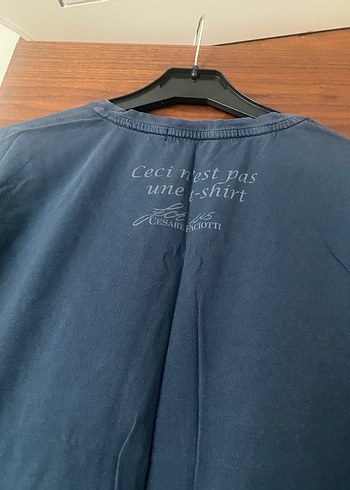 Ceci n'est pas
une t-shirt
CESARE PACIOTTI